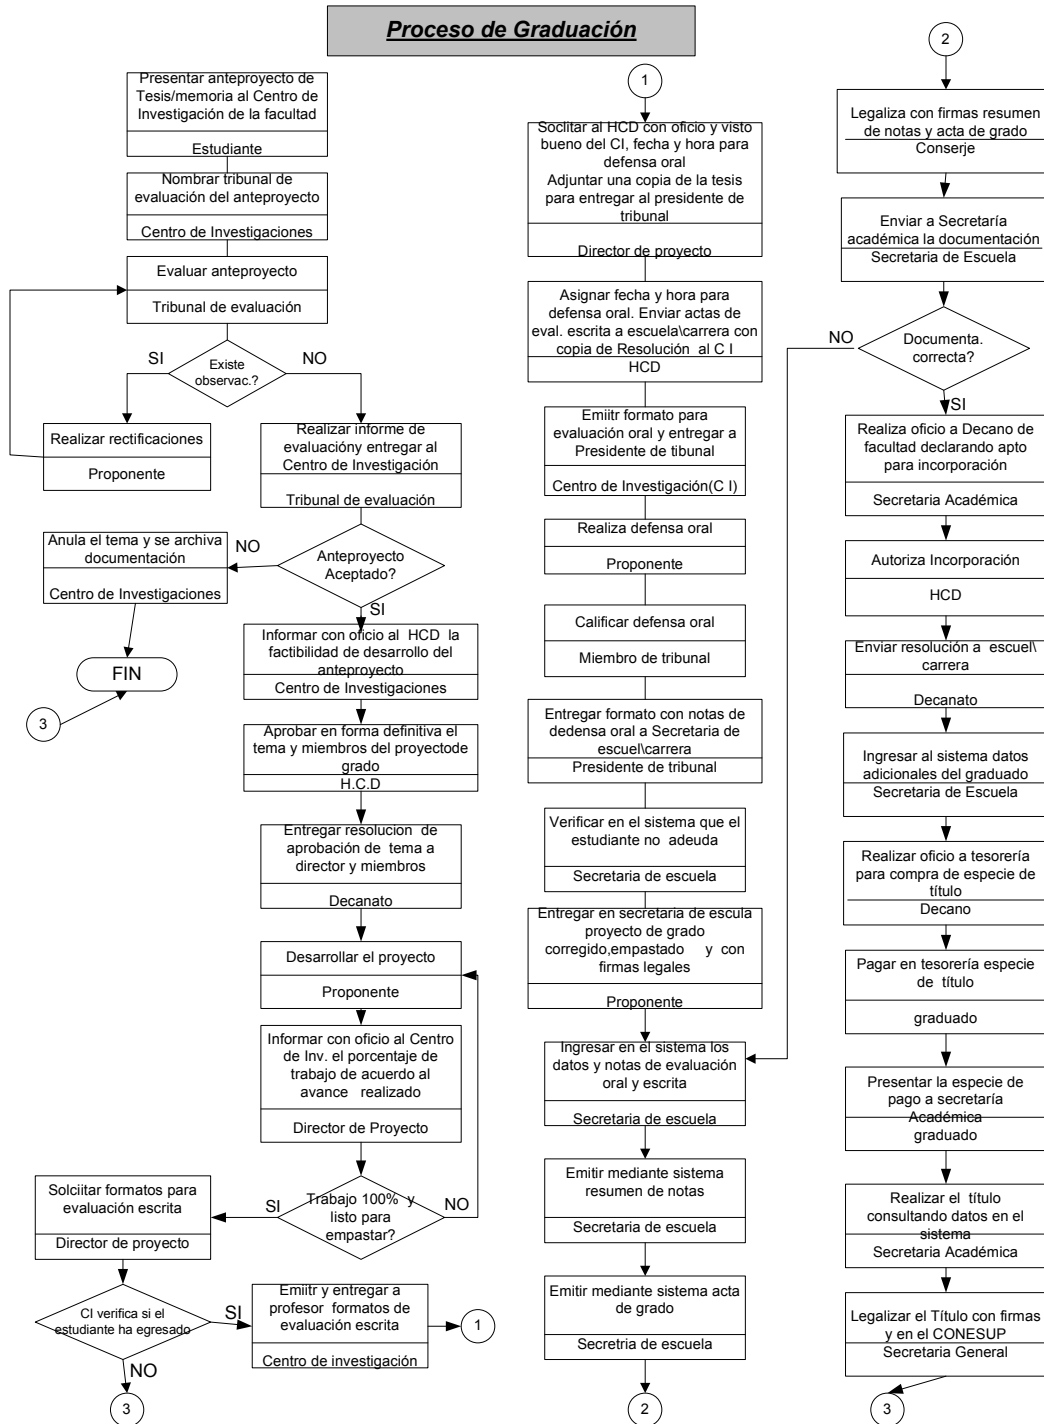 Proceso de Graduación
Presentar anteproyecto de
Tesis/memoria al Centro de
Investigación de la facultad
Estudiante
Nombrar tribunal de
evaluación del anteproyecto
Centro de Investigaciones
Evaluar anteproyecto
Tribunal de evaluación
SI
NO
Existe
observac.?
Realizar rectificaciones
Proponente
Realizar informe de
evaluacióny entregar al
Centro de Investigación
Tribunal de evaluación
Anula el tema y se archiva
documentación
Centro de Investigaciones
NO
Anteproyecto
Aceptado?
SI
FIN
3
Informar con oficio al HCD la
factibilidad de desarrollo del
anteproyecto
Centro de Investigaciones
Aprobar en forma definitiva el
tema y miembros del proyectode
grado
H.C.D
Entregar resolucion de
aprobación de tema a
director y miembros
Decanato
Desarrollar el proyecto
Proponente
Informar con oficio al Centro
de Inv. el porcentaje de
trabajo de acuerdo al
avance realizado
Director de Proyecto
Trabajo 100% y
listo para
empastar?
SI
NO
Solciitar formatos para
evaluación escrita
Director de proyecto
CI verifica si el
estudiante ha egresado
SI
NO
3
Emiitr y entregar a
profesor formatos de
evaluación escrita
Centro de investigación
1
1
Soclitar al HCD con oficio y visto
bueno del CI, fecha y hora para
defensa oral
Adjuntar una copia de la tesis
para entregar al presidente de
tribunal
Director de proyecto
Asignar fecha y hora para
defensa oral. Enviar actas de
eval. escrita a escuela\carrera con
copia de Resolución al C I
HCD
Emiitr formato para
evaluación oral y entregar a
Presidente de tibunal
Centro de Investigación(C I)
Realiza defensa oral
Proponente
Calificar defensa oral
Miembro de tribunal
Entregar formato con notas de
dedensa oral a Secretaria de
escuel\carrera
Presidente de tribunal
Verificar en el sistema que el
estudiante no adeuda
Secretaria de escuela
Entregar en secretaria de escula
proyecto de grado
corregido,empastado y con
firmas legales
Proponente
Ingresar en el sistema los
datos y notas de evaluación
oral y escrita
Secretaria de escuela
Emitir mediante sistema
resumen de notas
Secretaria de escuela
Emitir mediante sistema acta
de grado
Secretria de escuela
2
2
Legaliza con firmas resumen
de notas y acta de grado
Conserje
Enviar a Secretaría
académica la documentación
Secretaria de Escuela
NO
Documenta.
correcta?
SI
Realiza oficio a Decano de
facultad declarando apto
para incorporación
Secretaria Académica
Autoriza Incorporación
HCD
Enviar resolución a escuel\
carrera
Decanato
Ingresar al sistema datos
adicionales del graduado
Secretaria de Escuela
Realizar oficio a tesorería
para compra de especie de
título
Decano
Pagar en tesorería especie
de título
graduado
Presentar la especie de
pago a secretaría
Académica
graduado
Realizar el título
consultando datos en el
sistema
Secretaria Académica
Legalizar el Título con firmas
y en el CONESUP
Secretaria General
3